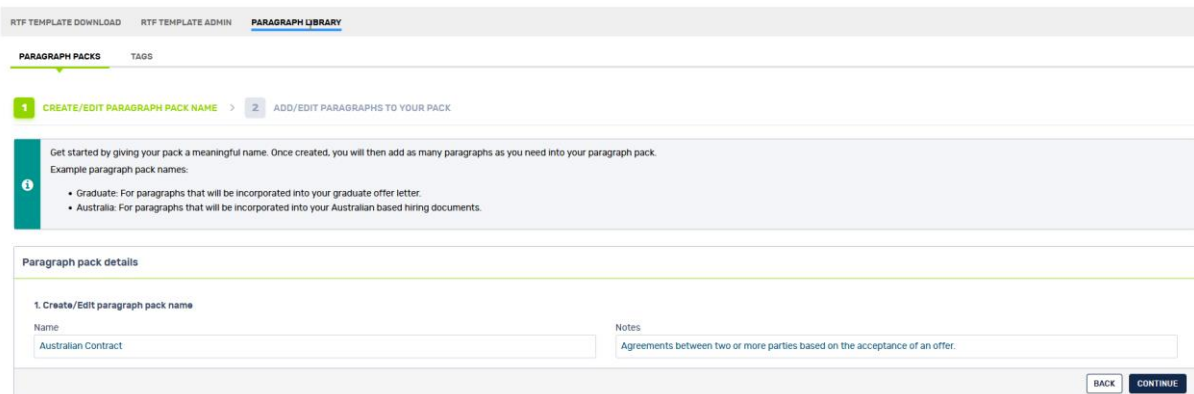 RTF TEMPLATE DOWNLOAD RTF TEMPLATE ADMIN PARAGRAPH LIBRARY
PARAGRAPH PACKS TAGS
1 CREATE/EDIT PARAGRAPH PACK NAME > 2 ADD/EDIT PARAGRAPHS TO YOUR PACK
Get started by giving your pack a meaningful name. Once created, you will then add as many paragraphs as you need into your paragraph pack.
Example paragraph pack names:
• Graduate: For paragraphs that will be incorporated into your graduate offer letter.
• Australia: For paragraphs that will be incorporated into your Australian based hiring documents.
Paragraph pack details
1. Create/Edit paragraph pack name
Name Notes
Australian Contract Agreements between two or more parties based on the acceptance of an offer.
BACK CONTINUE